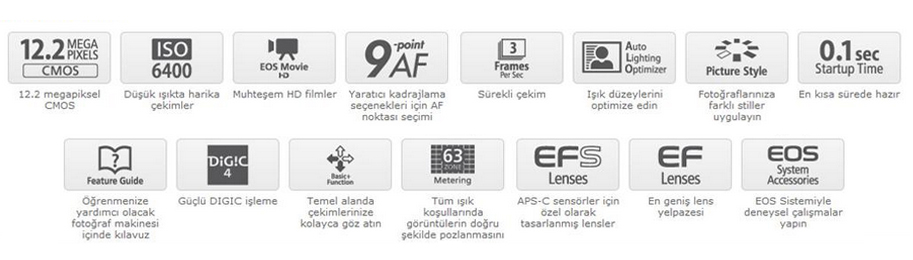 12.2 MEGA PIXELS
CMOS
12.2 megapiksel
CMOS
ISO
6400
Düşük ışıkta harika
çekimler
EOS Movie
HD
Muhteşem HD filmler
9-point
AF
Yaratıcı kadrajlama
seçenekleri için AF
noktası seçimi
3
Frames
Per Sec
Sürekli çekim
Auto
Lighting
Optimizer
Işık düzeylerini
optimize edin
Picture Style
Fotoğraflarınıza
farklı stiller
uygulayın
0.1 sec
Startup Time
En kısa sürede hazır
?
Feature Guide
Öğrenmenize
yardımcı olacak
fotoğraf makinesi
içinde kılavuz
DIGIC
4
Güçlü DIGIC işleme
Basic+
Function
Temel alanda
çekimlerinize
kolayca göz atın
63
ZONE
Metering
Tüm ışık
koşullarında
görüntülerin doğru
şekilde pozlanmasını
EFS
Lenses
APS-C sensörler için
özel olarak
tasarlanmış lensler
EF
Lenses
En geniş lens
yelpazesi
EOS
System
Accessories
EOS Sistemiyle
deneysel çalışmalar
yapın